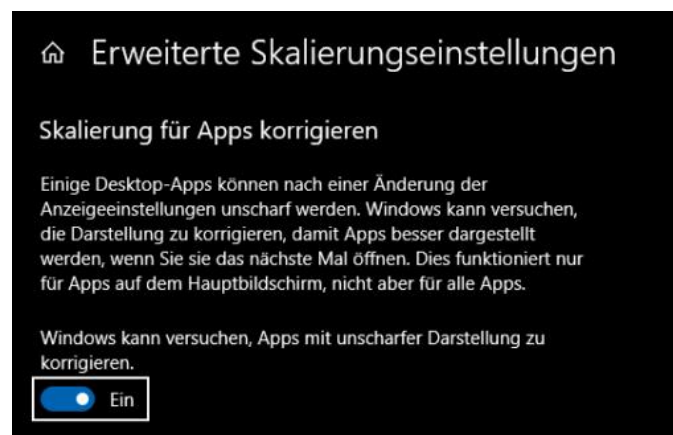 Erweiterte Skalierungseinstellungen
Skalierung für Apps korrigieren
Einige Desktop-Apps können nach einer Änderung der
Anzeigeeinstellungen unscharf werden. Windows kann versuchen,
die Darstellung zu korrigieren, damit Apps besser dargestellt
werden, wenn Sie sie das nächste Mal öffnen. Dies funktioniert nur
für Apps auf dem Hauptbildschirm, nicht aber für alle Apps.
Windows kann versuchen, Apps mit unscharfer Darstellung zu
korrigieren.
Ein